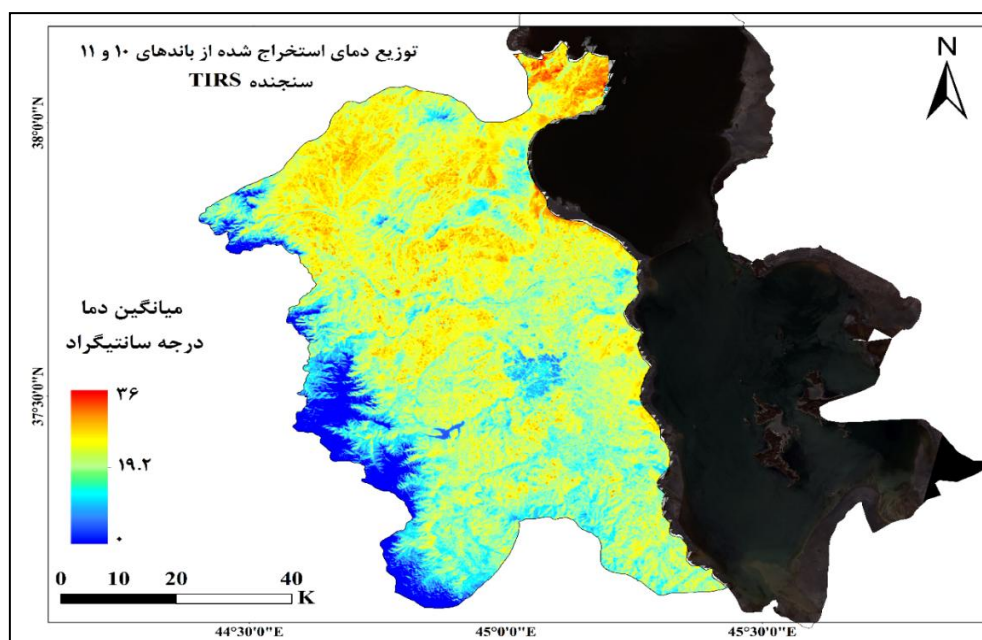 توزیع دمای استخراج شده از باندهای ۱۰ و ۱۱
سنجنده TIRS
N
38°0'0"N
37°30'0"N
میانگین دما
درجه سانتیگراد
۳۶
۱۹.۲
۰
0 10 20 40
K
44°30'0"E
45°0'0"E
45°30'0"E